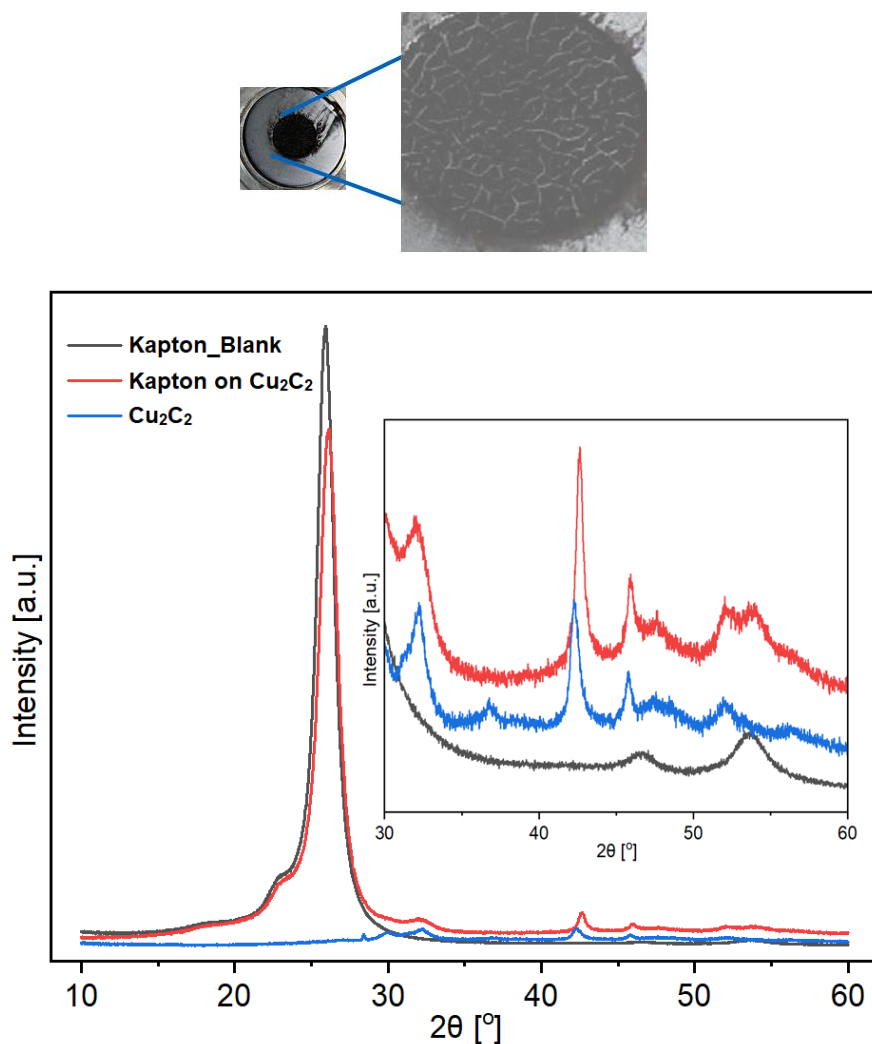 Kapton_Blank
Kapton on Cu₂C₂
Cu₂C₂
Intensity [a.u.]
Intensity [a.u.]
30 40 50 60
2θ [°]
10 20 30 40 50 60
2θ [°]